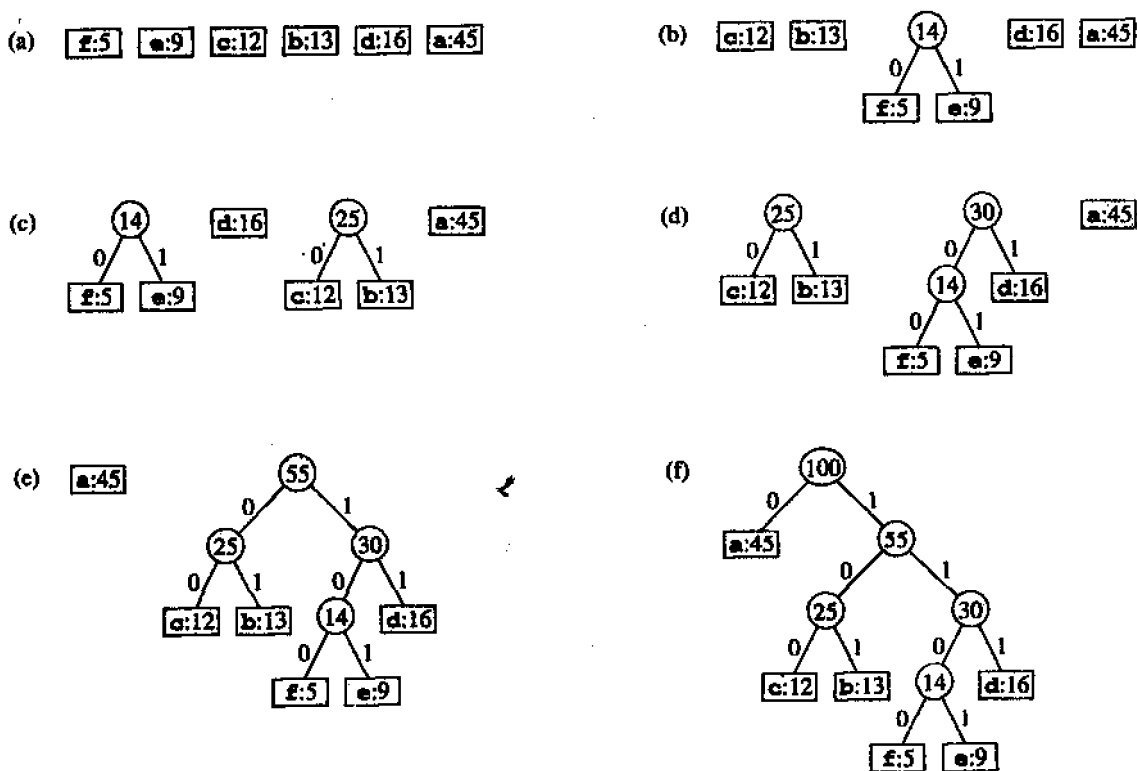 (a) f:5 e:9 c:12 b:13 d:16 a:45
(b) c:12 b:13 14 d:16 a:45
0 1
f:5 e:9
(c) 14 d:16 25 a:45
0 1 0 1
f:5 e:9 c:12 b:13
(d) 25 30 a:45
0 1 0 1
c:12 b:13 14 d:16
0 1
f:5 e:9
(e) a:45 55
0 1
25 30
0 1 0 1
c:12 b:13 14 d:16
0 1
f:5 e:9
(f) 100
0 1
a:45 55
0 1
25 30
0 1 0 1
c:12 b:13 14 d:16
0 1
f:5 e:9